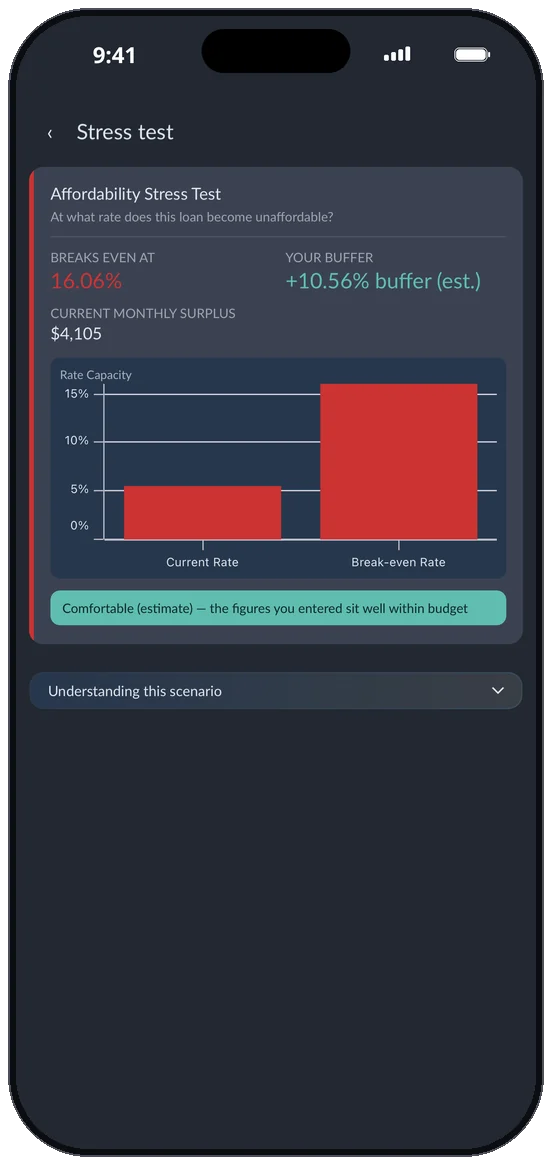 9:41
‹ Stress test
Affordability Stress Test
At what rate does this loan become unaffordable?
BREAKS EVEN AT
16.06%
YOUR BUFFER
+10.56% buffer (est.)
CURRENT MONTHLY SURPLUS
$4,105
Rate Capacity
15%
10%
5%
0%
Current Rate
Break-even Rate
Comfortable (estimate) — the figures you entered sit well within budget
Understanding this scenario